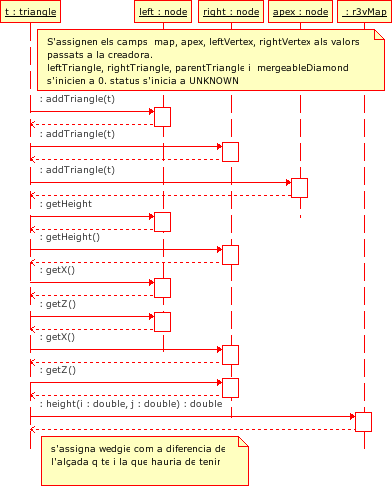 t : triangle
left : node
right : node
apex : node
: r3vMap
S'assignen els camps map, apex, leftVertex, rightVertex als valors
passats a la creadora.
leftTriangle, rightTriangle, parentTriangle i mergeableDiamond
s'inicien a 0. status s'inicia a UNKNOWN
: addTriangle(t)
: addTriangle(t)
: addTriangle(t)
: getHeight
: getHeight()
: getX()
: getZ()
: getX()
: getZ()
: height(i : double, j : double) : double
s'assigna wedgie com a diferencia de
l'alçada q te i la que hauria de tenir